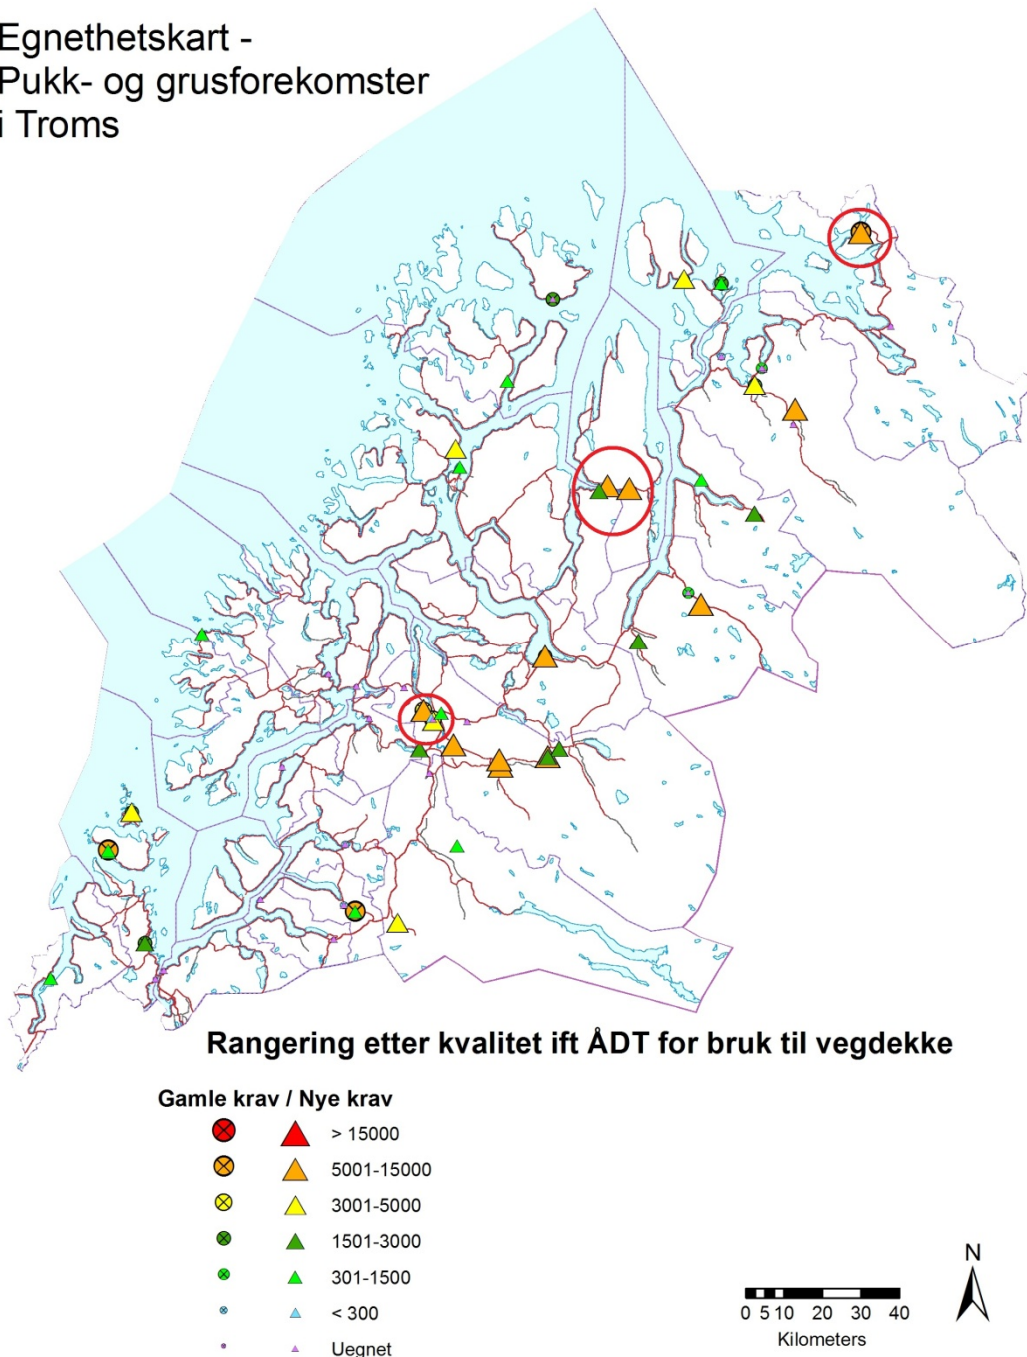 Egnethetskart -
Pukk- og grusforekomster
i Troms
Rangering etter kvalitet ift ÅDT for bruk til vegdekke
Gamle krav / Nye krav
> 15000
5001-15000
3001-5000
1501-3000
301-1500
< 300
Uegnet
N
0 5 10 20 30 40
Kilometers